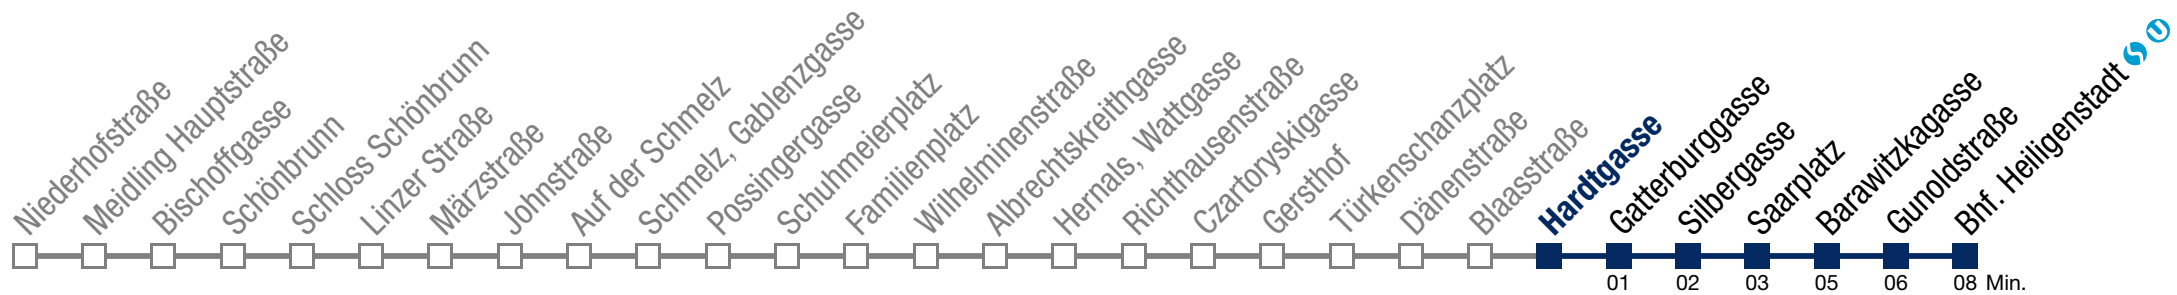 Niederhofstraße
Meidling Hauptstraße
Bischoffgasse
Schönbrunn
Schloss Schönbrunn
Linzer Straße
Märzstraße
Johnstraße
Auf der Schmelz
Schmelz, Gablenzgasse
Possingergasse
Schuhmeierplatz
Familienplatz
Wilhelminenstraße
Albrechtskreithgasse
Hernals, Wattgasse
Richthausenstraße
Czartoryskigasse
Gersthof
Türkenschanzplatz
Dänenstraße
Blaasstraße
Hardtgasse
Gatterburggasse
Silbergasse
Saarplatz
Barawitzkagasse
Gunoldstraße
Bhf. Heiligenstadt S U
01 02 03 05 06 08 Min.